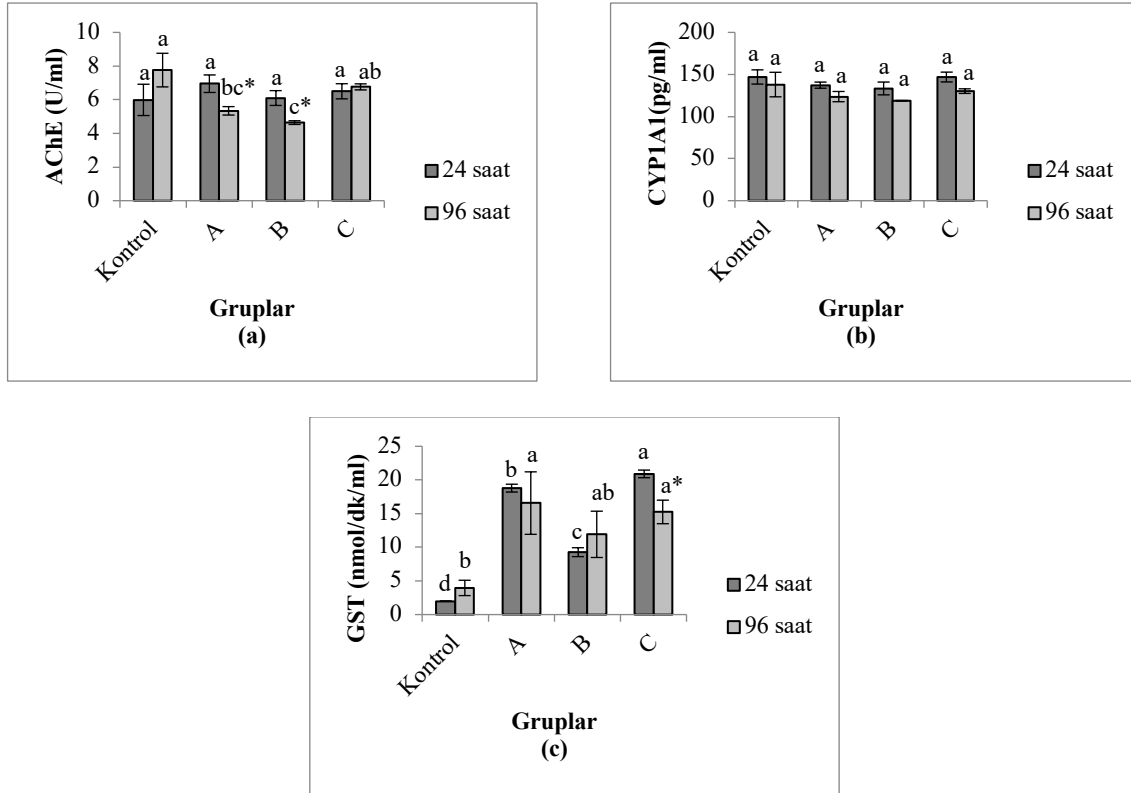 AChE (U/ml)
10
8
6
4
2
0
a
a
a
bc*
a
c*
a
ab
Kontrol
A
B
C
24 saat
96 saat
Gruplar
(a)
CYP1A1(pg/ml)
200
150
100
50
0
a
a
a
a
a
a
a
a
Kontrol
A
B
C
24 saat
96 saat
Gruplar
(b)
GST (nmol/dk/ml)
25
20
15
10
5
0
d
b
b
a
c
ab
a
a*
Kontrol
A
B
C
24 saat
96 saat
Gruplar
(c)